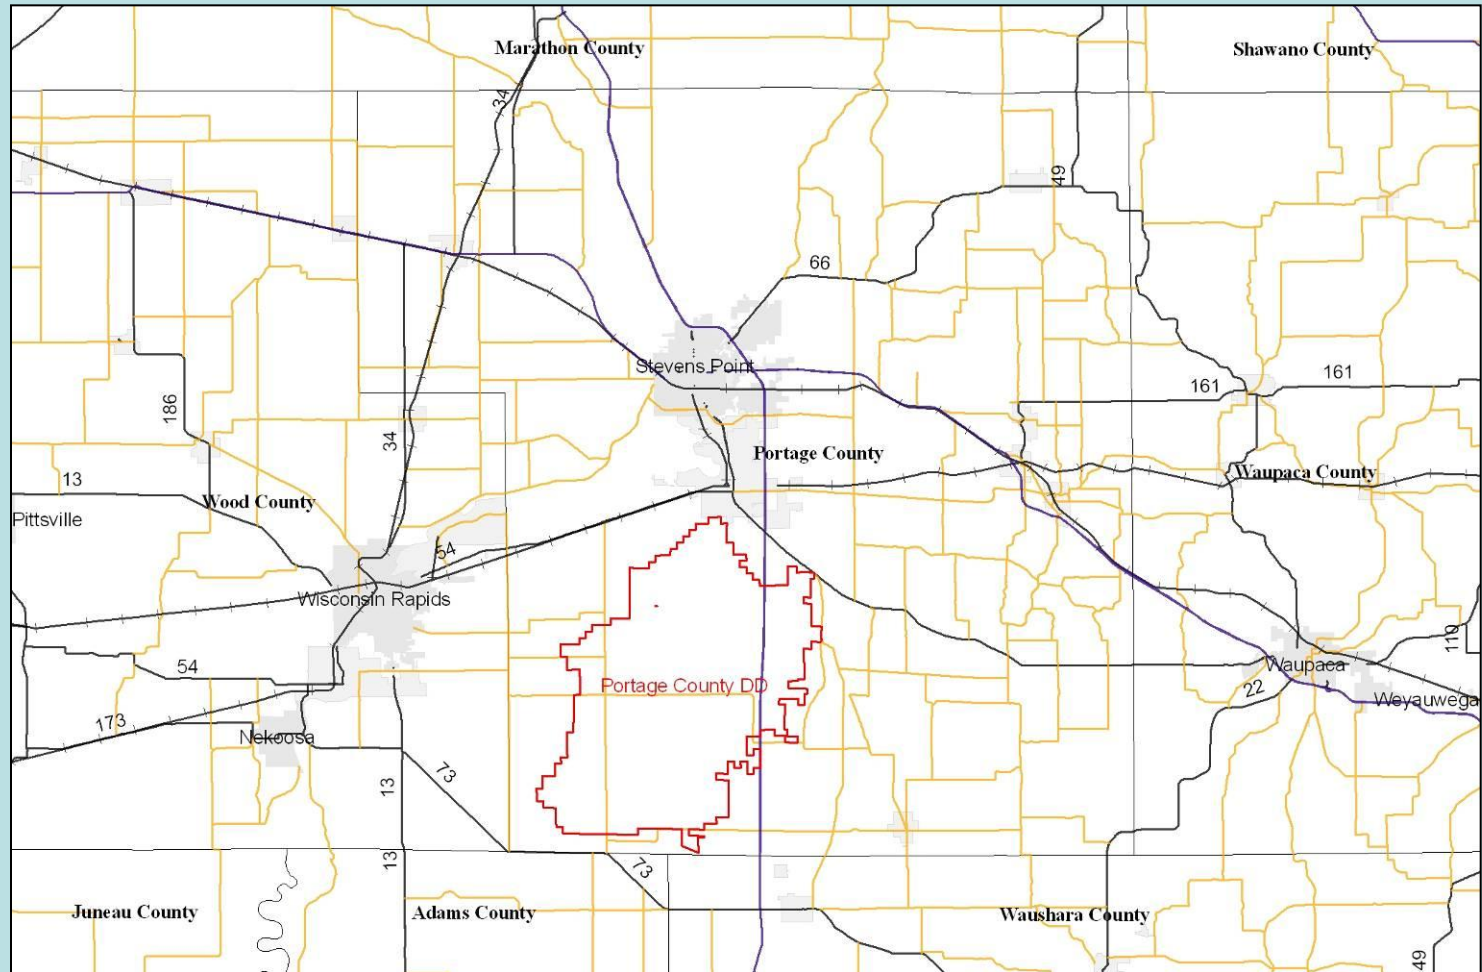 Marathon County
Shawano County
34
49
66
Stevens Point
161
161
186
34
Portage County
Waupaca County
13
Wood County
Pittsville
54
Wisconsin Rapids
110
54
Waupaca
Portage County DD
22
Weyauwega
173
Nekoosa
73
13
13
73
Juneau County
Adams County
Waushara County
49